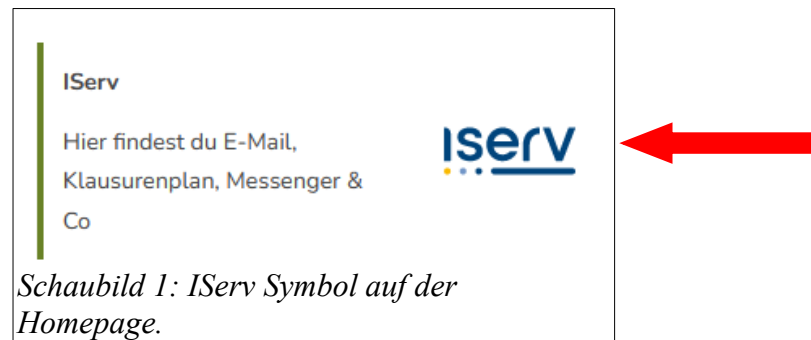 IServ
Hier findest du E-Mail,
Klausurenplan, Messenger &
Co
Iserv
Schaubild 1: IServ Symbol auf der
Homepage.